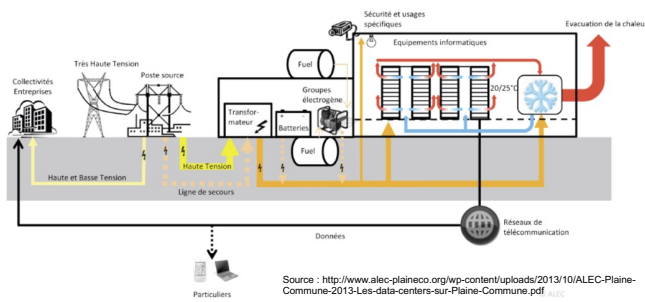 Sécurité et usages
spécifiques
Evacuation de la chaleu
Equipements informatiques
Très Haute Tension
Fuel
Collectivités
Entreprises
Poste source
Groupes
électrogène
20/25°C
Transfor-
mateur
Batteries
Haute Tension
Fuel
Haute et Basse Tension
Ligne de secours
Données
Réseaux de
télécommunication
Particuliers
Source : http://www.alec-plaineco.org/wp-content/uploads/2013/10/ALEC-Plaine-
Commune-2013-Les-data-centers-sur-Plaine-Commune.pdf
ALEC